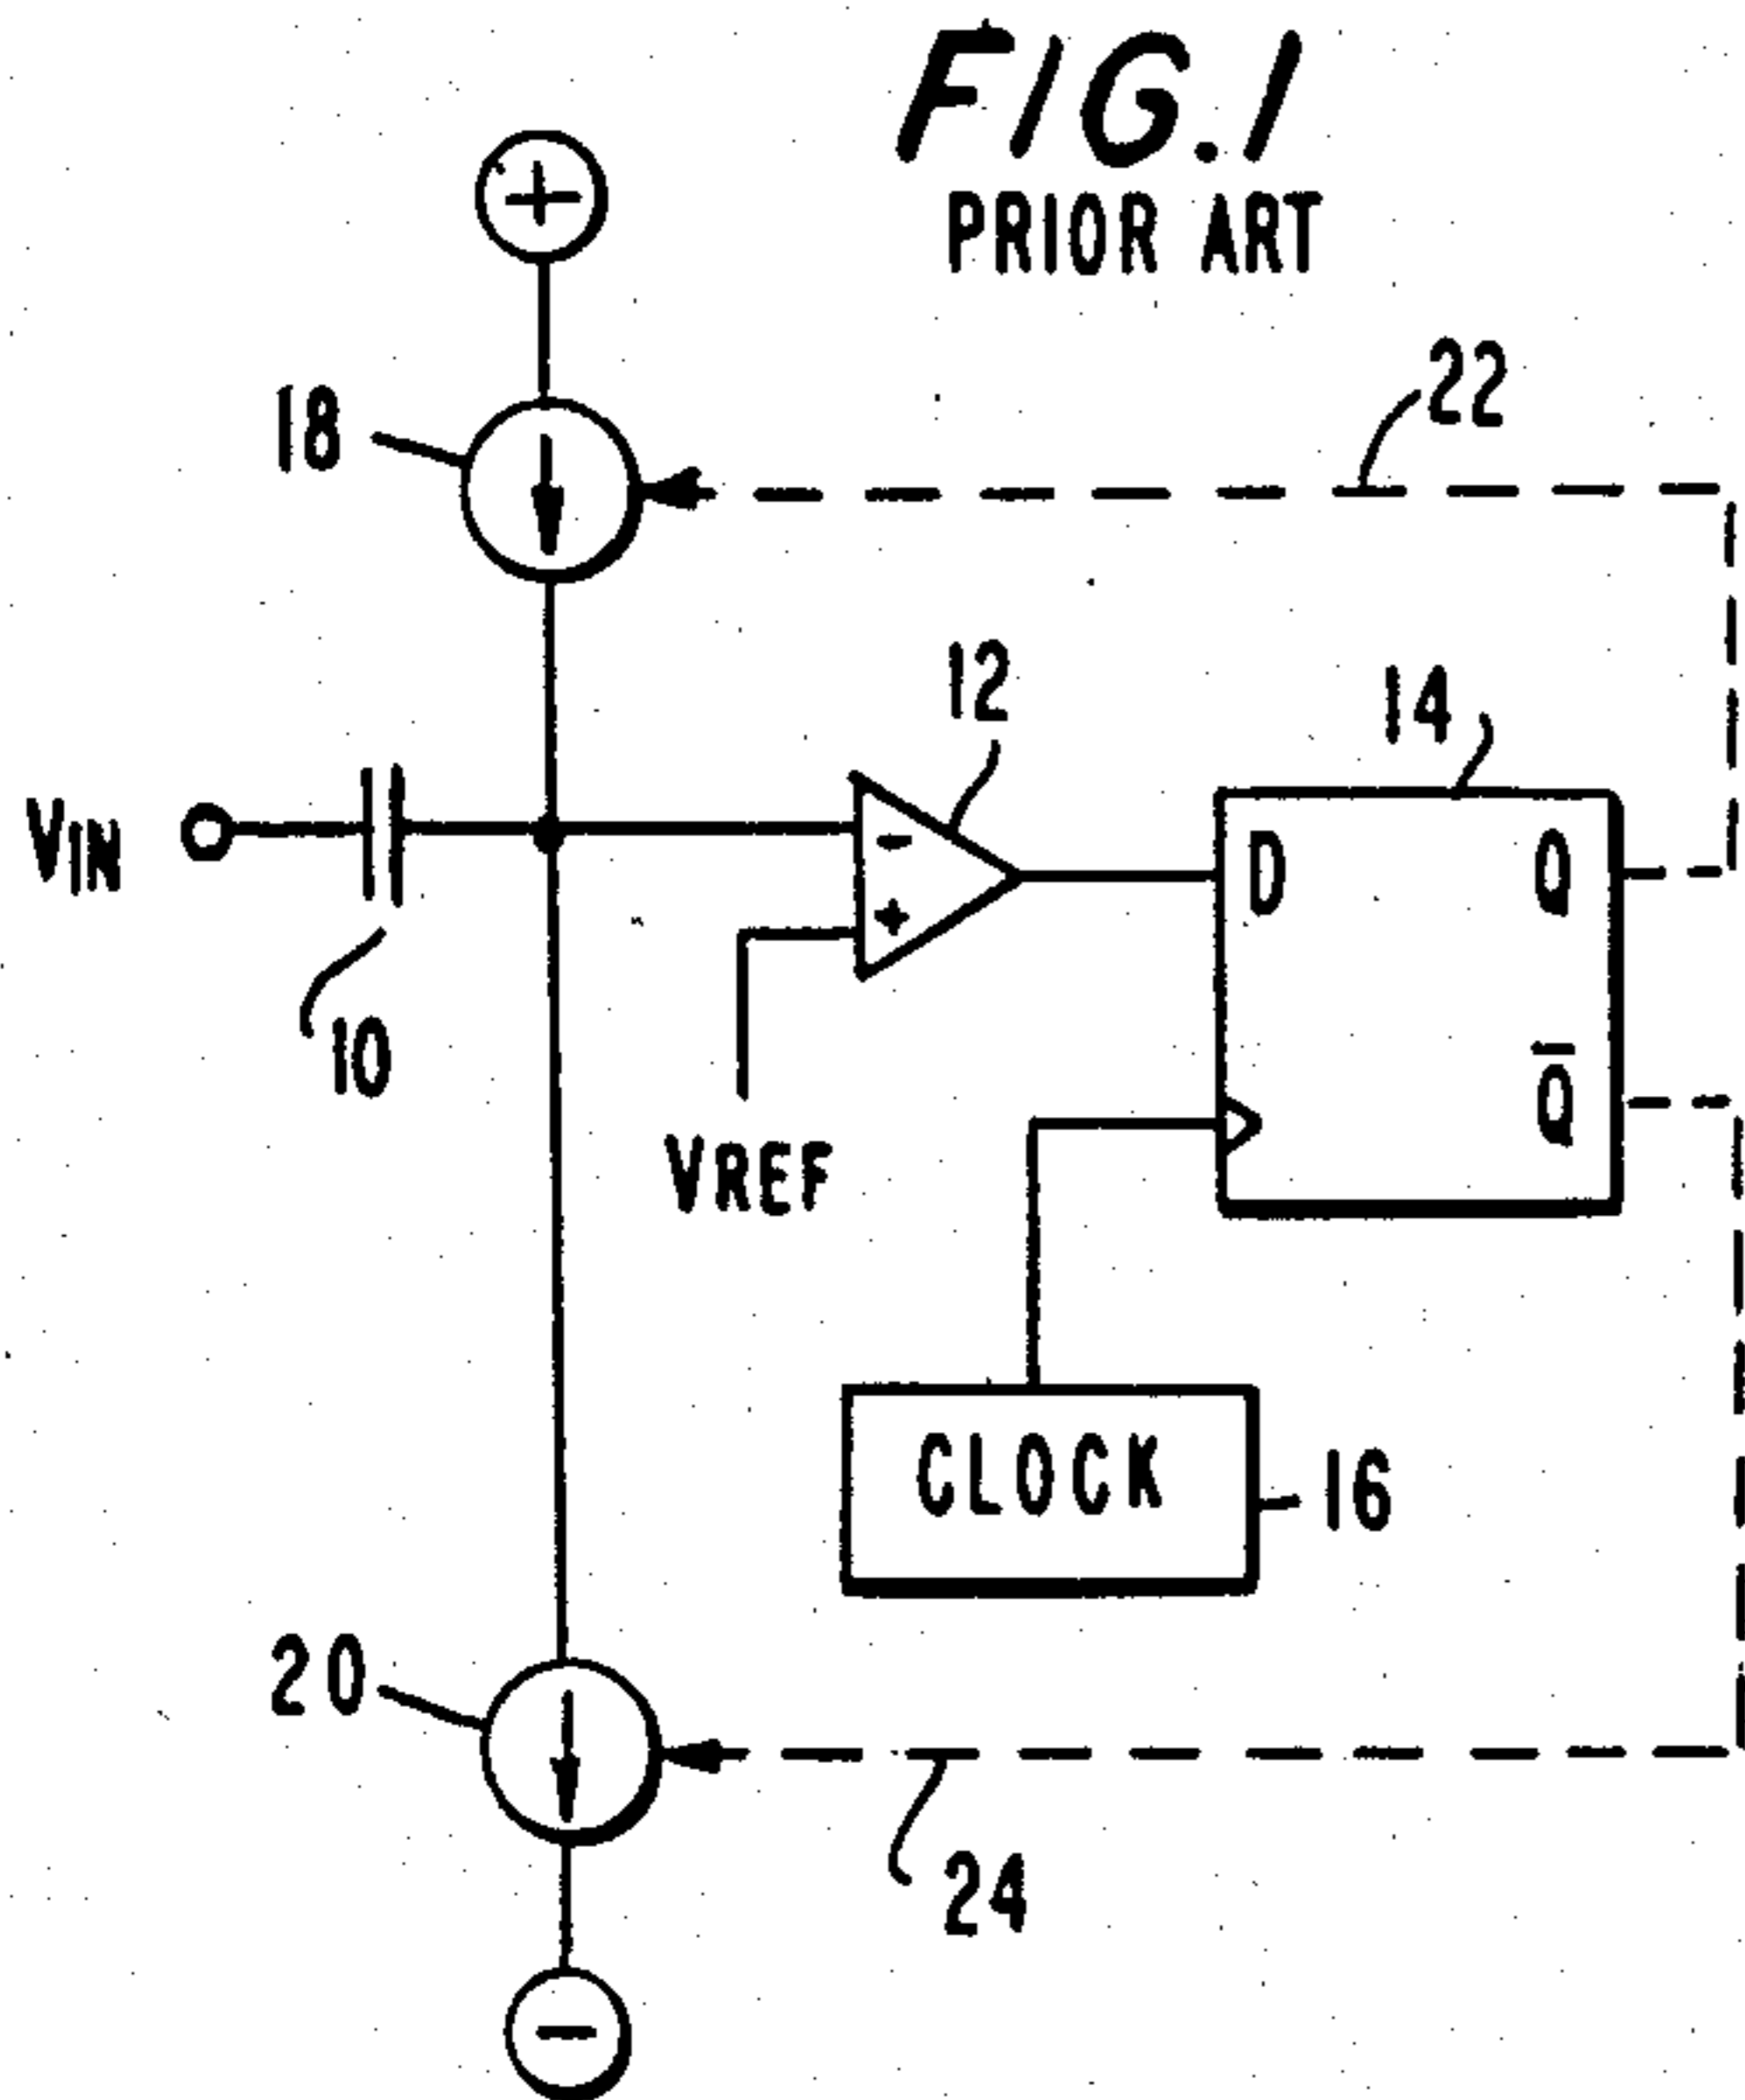 FIG.1
PRIOR ART
+
18
22
12
14
VIN
-
+
D
Q
10
Q̅
VREF
CLOCK
16
20
24
-